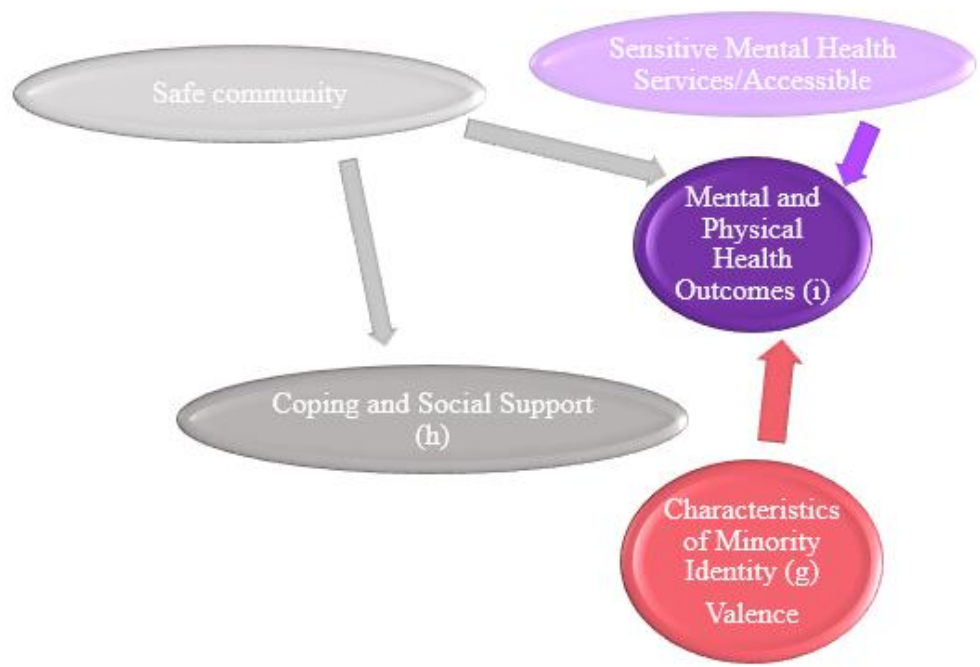 Sensitive Mental Health
Services/Accessible
Safe community
Mental and
Physical
Health
Outcomes (i)
Coping and Social Support
(h)
Characteristics
of Minority
Identity (g)
Valence